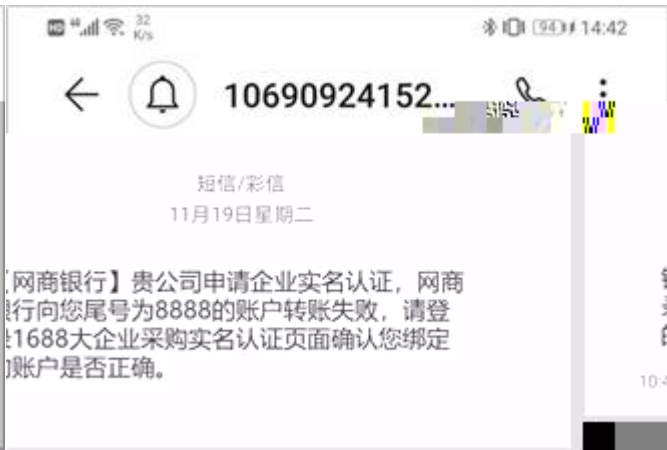 HD 4G 32 K/s 94 14:42
10690924152...
短信/彩信
11月19日星期二
网商银行】贵公司申请企业实名认证，网商
行向您尾号为8888的账户转账失败，请登
1688大企业采购实名认证页面确认您绑定
账户是否正确。
10:4